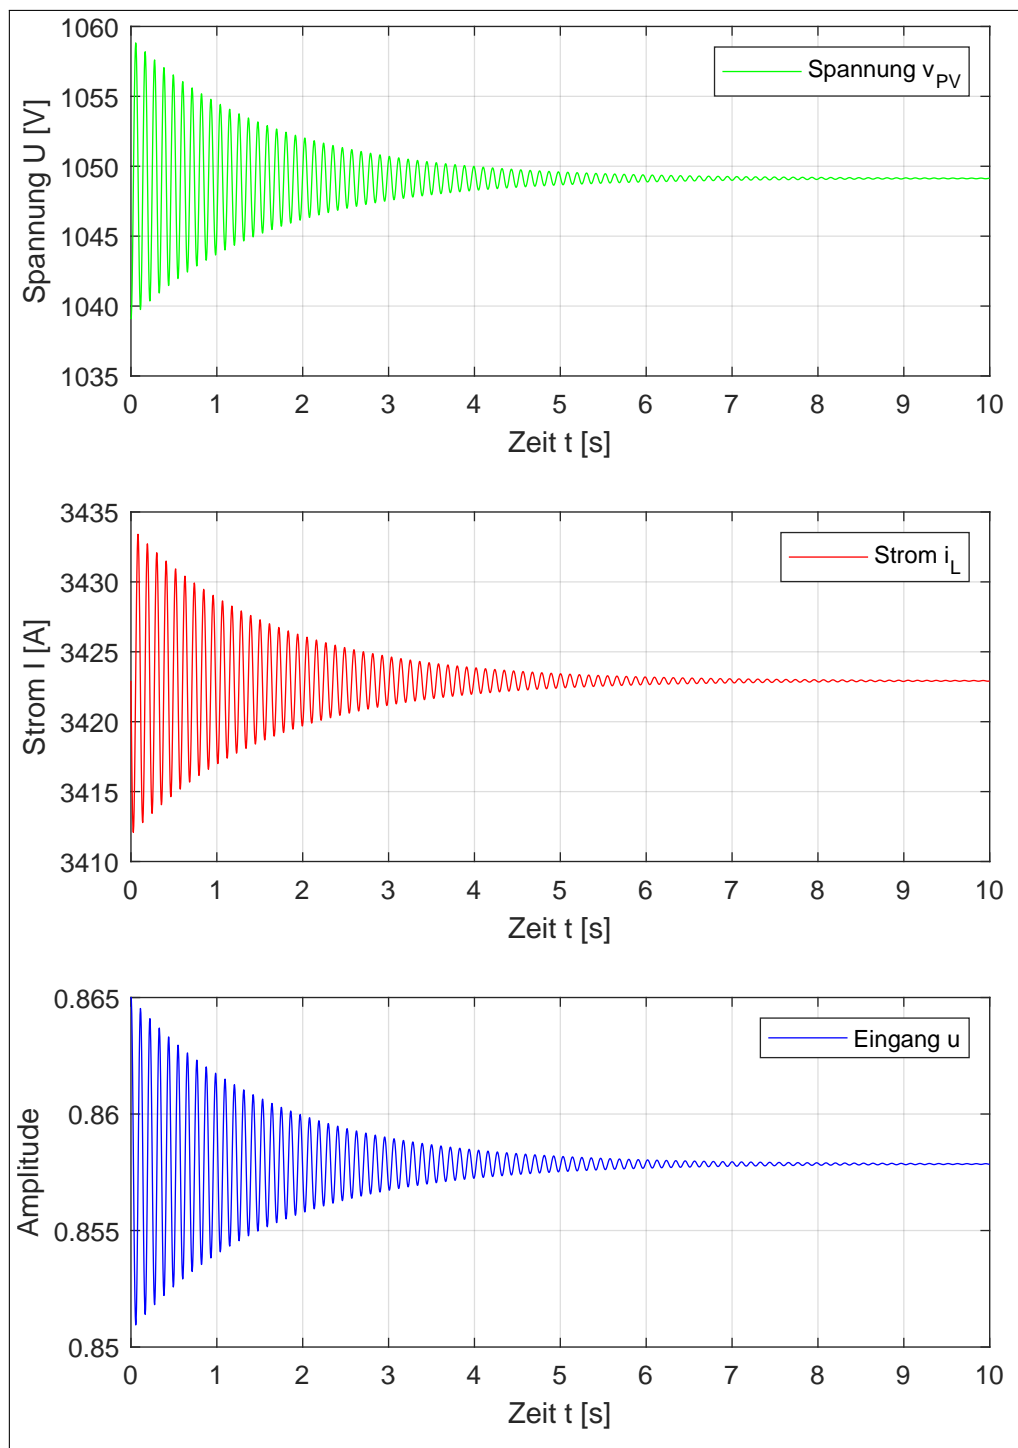 1060
1055
1050
1045
1040
1035
Spannung U [V]
Spannung v_PV
0 1 2 3 4 5 6 7 8 9 10
Zeit t [s]
3435
3430
3425
3420
3415
3410
Strom I [A]
Strom i_L
0 1 2 3 4 5 6 7 8 9 10
Zeit t [s]
0.865
0.86
0.855
0.85
Amplitude
Eingang u
0 1 2 3 4 5 6 7 8 9 10
Zeit t [s]